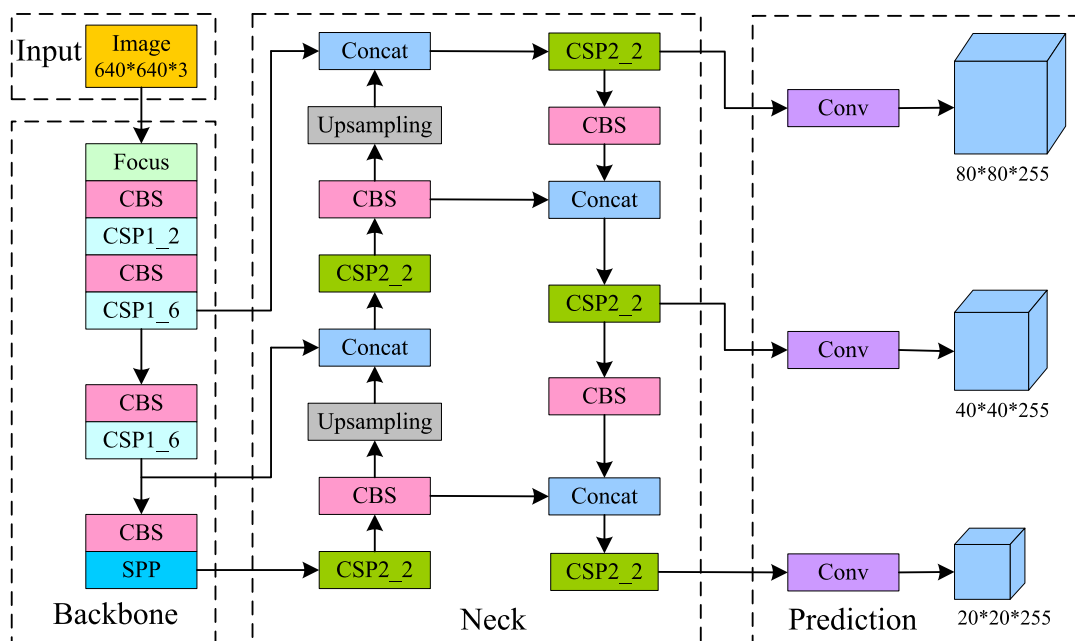 Input
Image
640*640*3
Focus
CBS
CSP1_2
CBS
CSP1_6
CBS
CSP1_6
CBS
SPP
Backbone
Concat
Upsampling
CBS
CSP2_2
Concat
Upsampling
CBS
CSP2_2
CSP2_2
CBS
Concat
CSP2_2
CBS
Concat
CSP2_2
Neck
Conv
80*80*255
Conv
40*40*255
Conv
20*20*255
Prediction